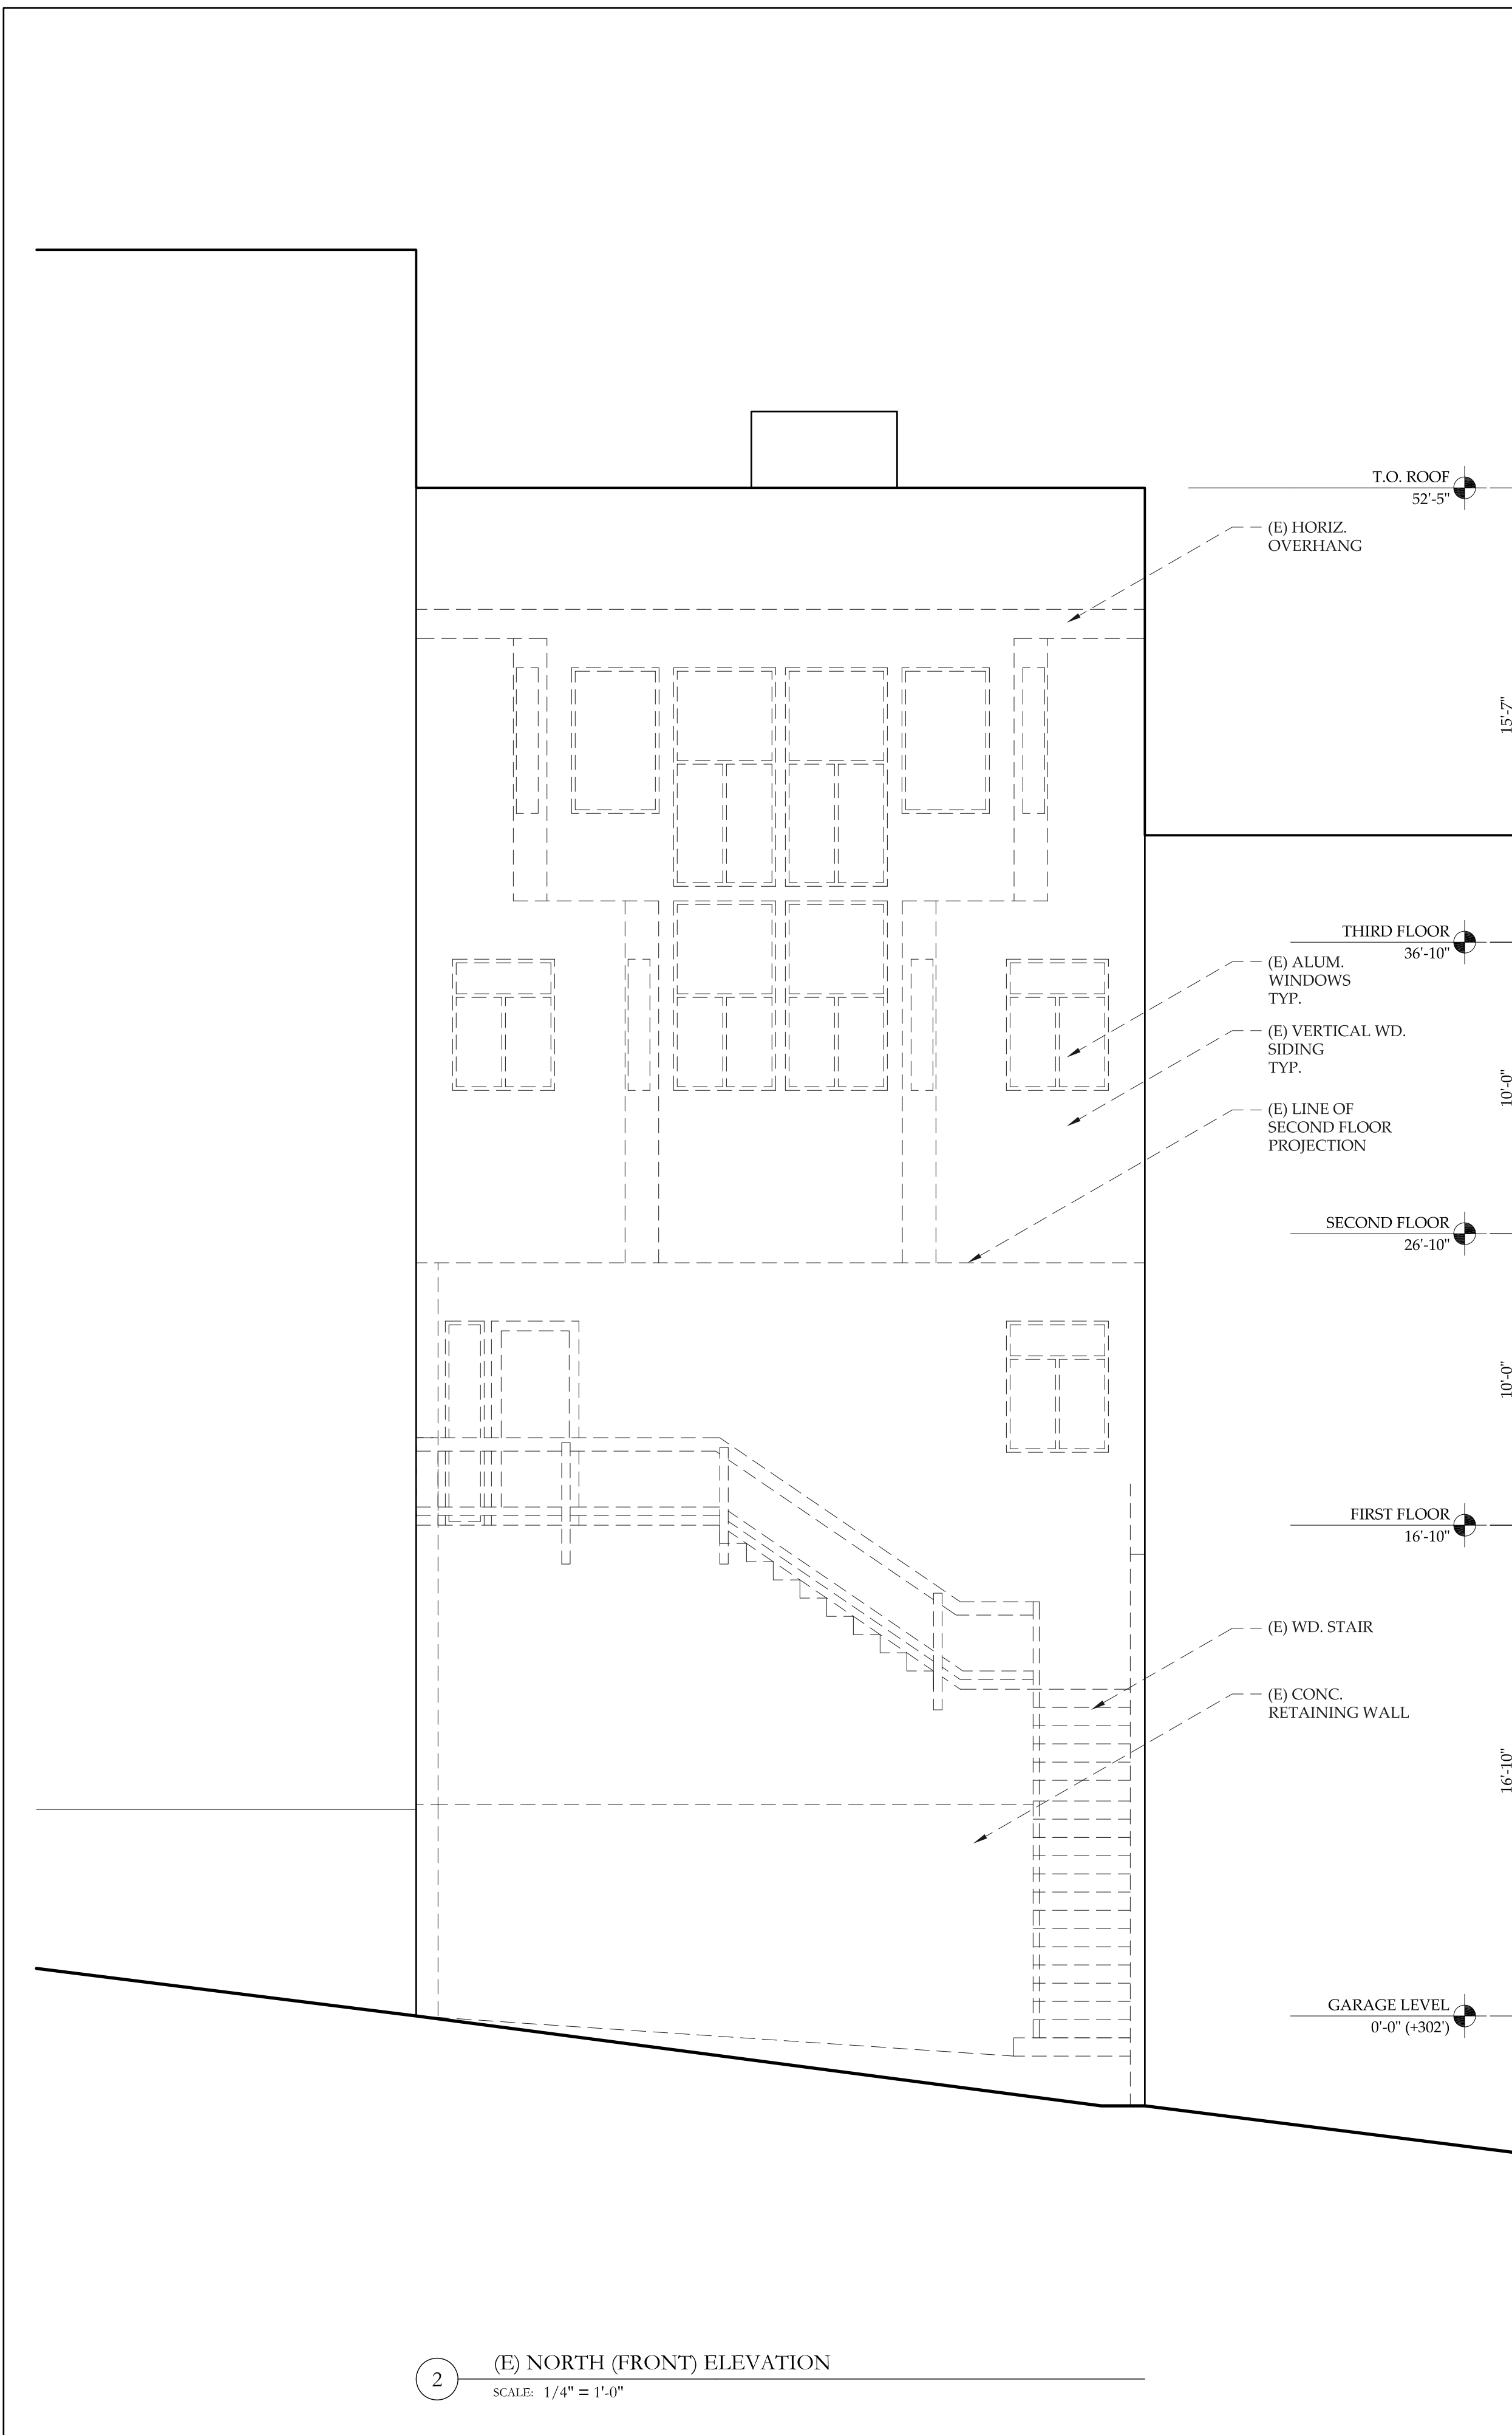 T.O. ROOF
52'-5"
(E) HORIZ.
OVERHANG
15'-7"
THIRD FLOOR
36'-10"
(E) ALUM.
WINDOWS
TYP.
(E) VERTICAL WD.
SIDING
TYP.
10'-0"
(E) LINE OF
SECOND FLOOR
PROJECTION
SECOND FLOOR
26'-10"
10'-0"
FIRST FLOOR
16'-10"
(E) WD. STAIR
(E) CONC.
RETAINING WALL
16'-10"
GARAGE LEVEL
0'-0" (+302')
2
(E) NORTH (FRONT) ELEVATION
SCALE: 1/4" = 1'-0"